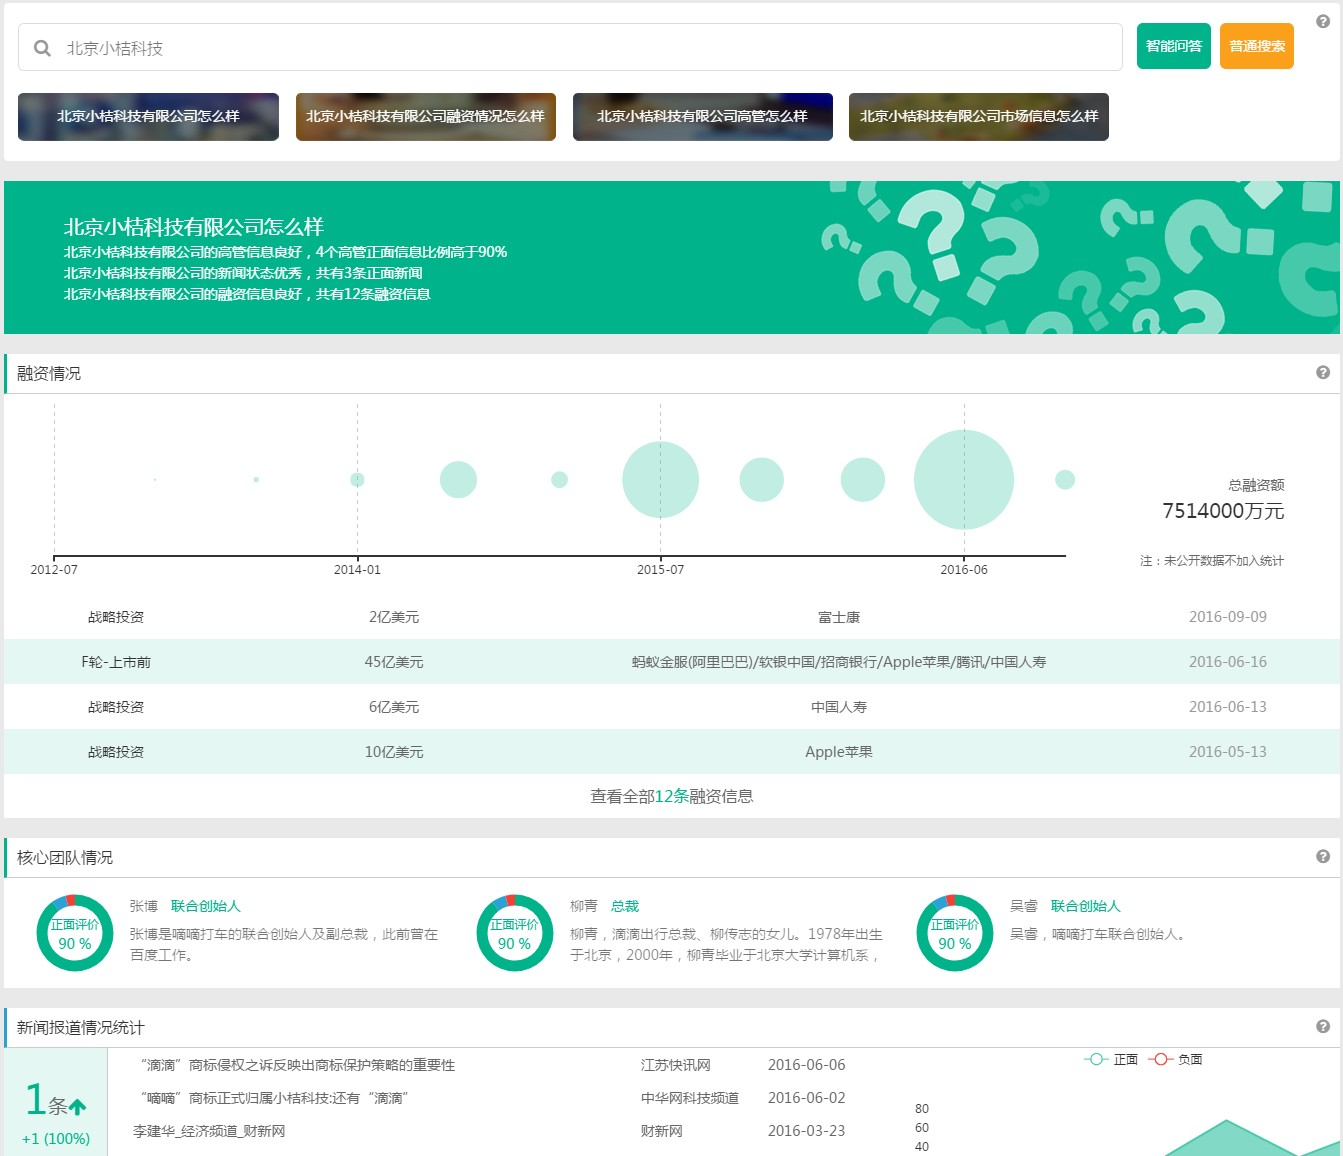 北京小桔科技
智能问答
普通搜索
北京小桔科技有限公司怎么样
北京小桔科技有限公司融资情况怎么样
北京小桔科技有限公司高管怎么样
北京小桔科技有限公司市场信息怎么样
北京小桔科技有限公司怎么样
北京小桔科技有限公司的高管信息良好，4个高管正面信息比例高于90%
北京小桔科技有限公司的新闻状态优秀，共有3条正面新闻
北京小桔科技有限公司的融资信息良好，共有12条融资信息
融资情况
总融资额
7514000万元
注：未公开数据不加入统计
2012-07
2014-01
2015-07
2016-06
战略投资 2亿美元 富士康 2016-09-09
F轮-上市前 45亿美元 蚂蚁金服(阿里巴巴)/软银中国/招商银行/Apple苹果/腾讯/中国人寿 2016-06-16
战略投资 6亿美元 中国人寿 2016-06-13
战略投资 10亿美元 Apple苹果 2016-05-13
查看全部12条融资信息
核心团队情况
正面评价
90 %
张博 联合创始人
张博是嘀嘀打车的联合创始人及副总裁，此前曾在
百度工作。
正面评价
90 %
柳青 总裁
柳青，滴滴出行总裁、柳传志的女儿。1978年出生
于北京，2000年，柳青毕业于北京大学计算机系，
正面评价
90 %
吴睿 联合创始人
吴睿，嘀嘀打车联合创始人。
新闻报道情况统计
1条
+1 (100%)
“滴滴”商标侵权之诉反映出商标保护策略的重要性 江苏快讯网 2016-06-06
“嘀嘀”商标正式归属小桔科技:还有“滴滴” 中华网科技频道 2016-06-02
李建华_经济频道_财新网 财新网 2016-03-23
正面
负面
80
60
40